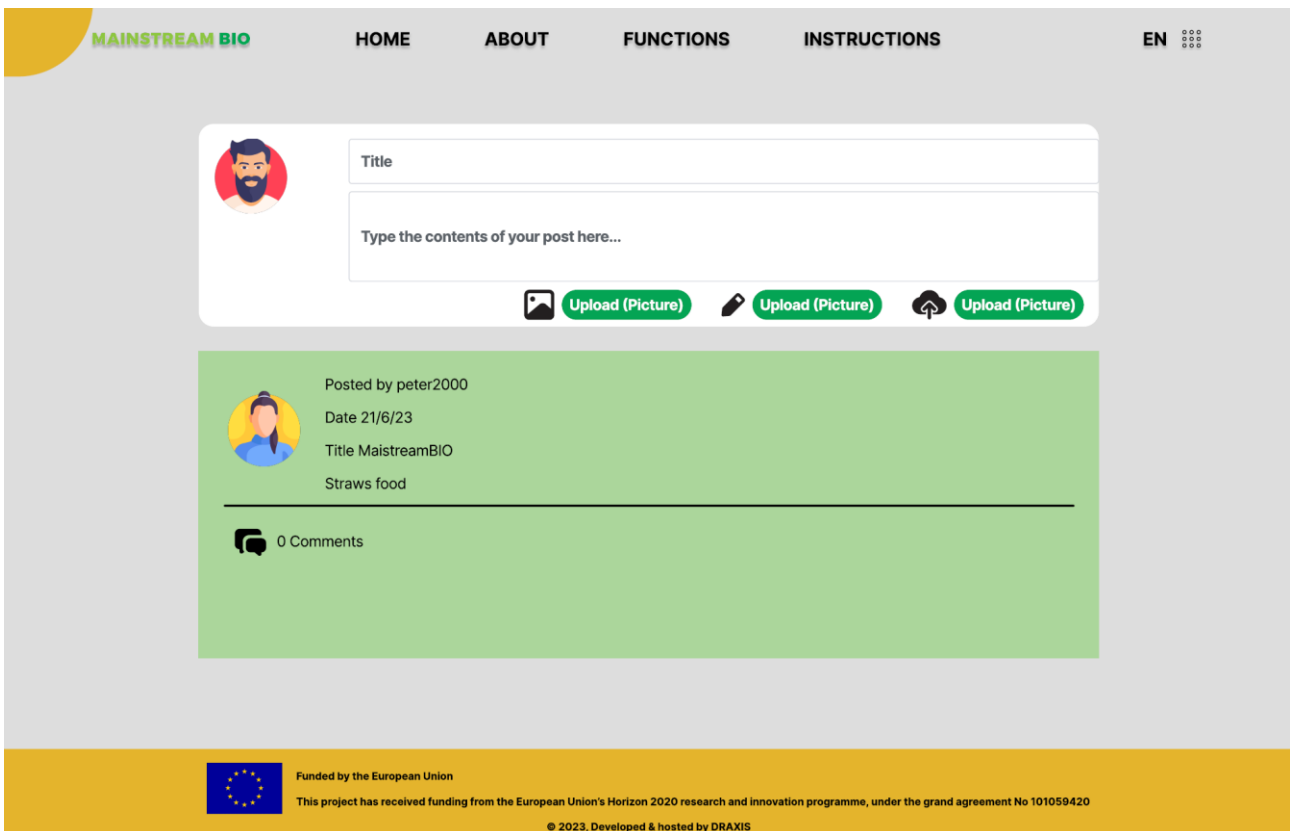 MAINSTREAM BIO HOME ABOUT FUNCTIONS INSTRUCTIONS EN
Title
Type the contents of your post here...
Upload (Picture) Upload (Picture) Upload (Picture)
Posted by peter2000
Date 21/6/23
Title MaistreamBIO
Straws food
0 Comments
Funded by the European Union
This project has received funding from the European Union's Horizon 2020 research and innovation programme, under the grand agreement No 101059420
© 2023. Developed & hosted by DRAXIS